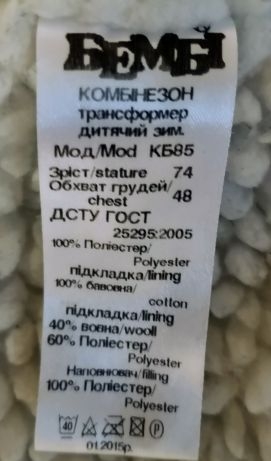 БЕМБІ
КОМБІНЕЗОН
трансформер
дитячий зим.
Мод/Mod КБ85
Зріст/stature 74
Обхват грудей/ 48
chest
ДСТУ ГОСТ
25295:2005
100% Поліестер/
Polyester
підкладка/lining
100% бавовна/
cotton
підкладка/lining
40% вовна/wooll
60% Поліестер/
Polyester
Наповнювач/filling
100% Поліестер/
Polyester
40 P
01.2015р.